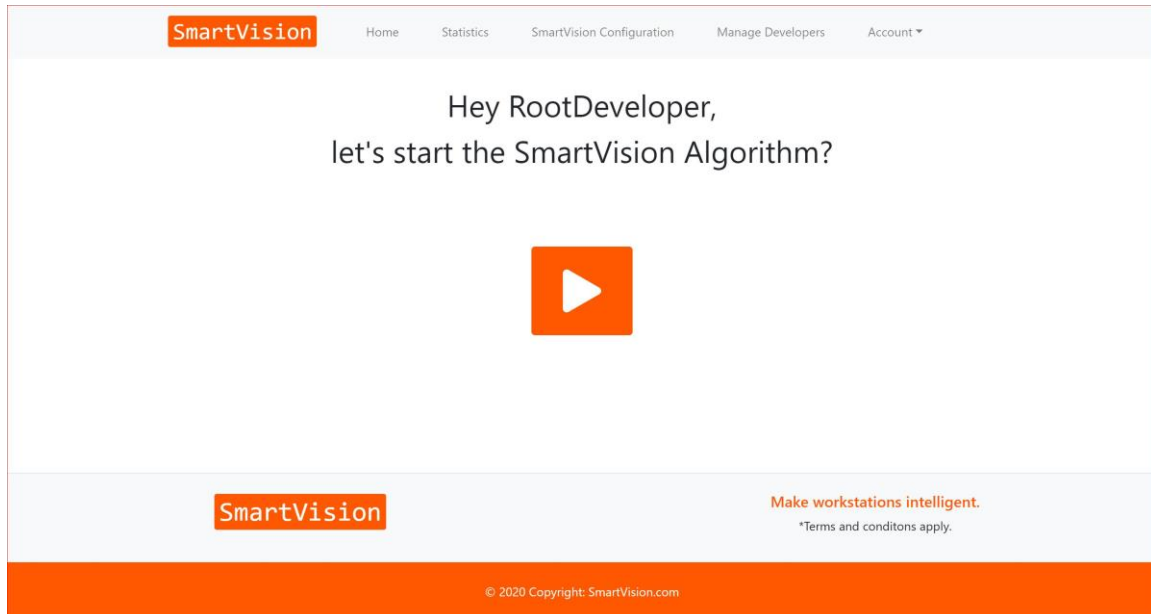 SmartVision Home Statistics SmartVision Configuration Manage Developers Account
Hey RootDeveloper,
let's start the SmartVision Algorithm?
SmartVision
Make workstations intelligent.
*Terms and conditons apply.
© 2020 Copyright: SmartVision.com